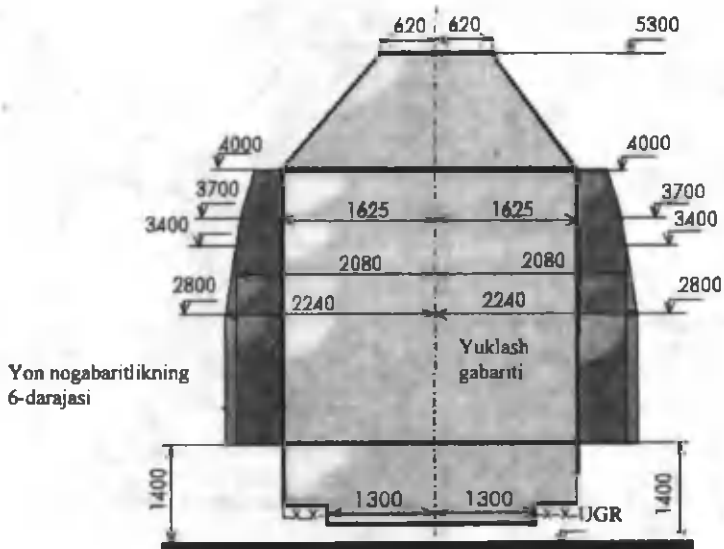 620 620
5300
4000 4000
3700 3700
1625 1625
3400 3400
2080 2080
2800 2800
2240 2240
Yuklash
gabariti
Yon nogabaritlikning
6-darajasi
1300 1300
1400 1400
UGR